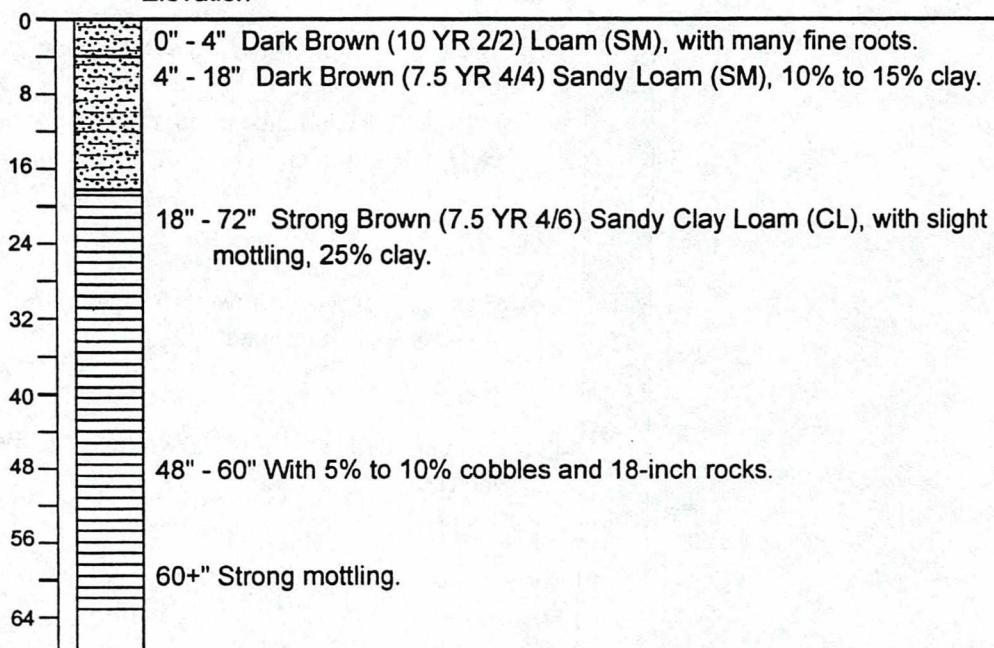 Elevation
0
0" - 4" Dark Brown (10 YR 2/2) Loam (SM), with many fine roots.
4" - 18" Dark Brown (7.5 YR 4/4) Sandy Loam (SM), 10% to 15% clay.
8
16
18" - 72" Strong Brown (7.5 YR 4/6) Sandy Clay Loam (CL), with slight
24
mottling, 25% clay.
32
40
48
48" - 60" With 5% to 10% cobbles and 18-inch rocks.
56
60+" Strong mottling.
64